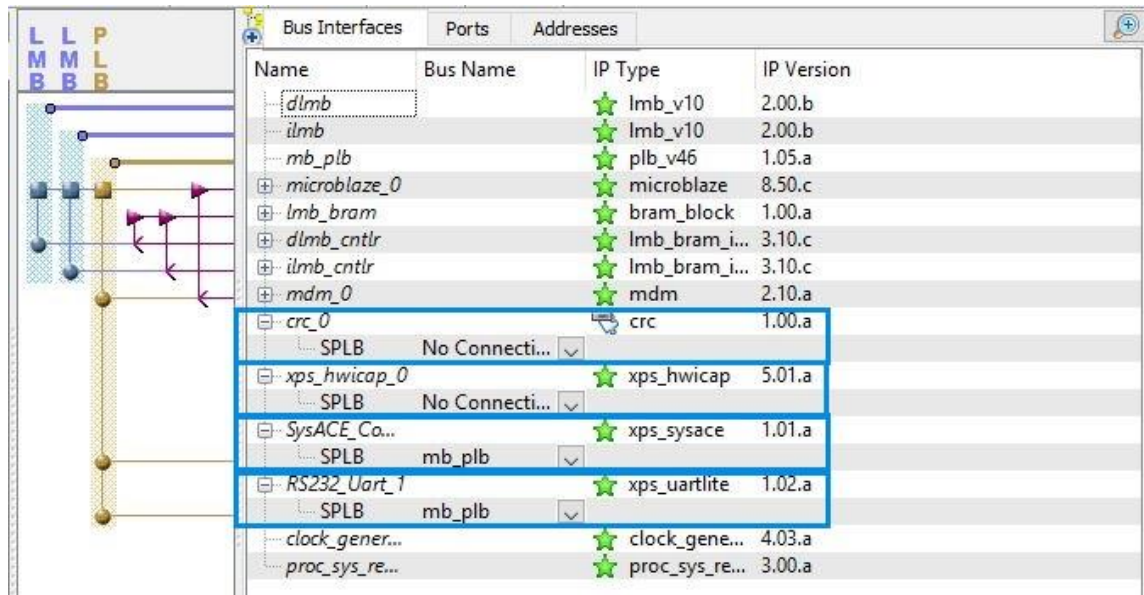 L L P
M M L
B B B
Bus Interfaces Ports Addresses
Name Bus Name IP Type IP Version
dlmb lmb_v10 2.00.b
ilmb lmb_v10 2.00.b
mb_plb plb_v46 1.05.a
microblaze_0 microblaze 8.50.c
lmb_bram bram_block 1.00.a
dlmb_cntlr lmb_bram_i... 3.10.c
ilmb_cntlr lmb_bram_i... 3.10.c
mdm_0 mdm 2.10.a
crc_0 crc 1.00.a
SPLB No Connecti...
xps_hwicap_0 xps_hwicap 5.01.a
SPLB No Connecti...
SysACE_Co... xps_sysace 1.01.a
SPLB mb_plb
RS232_Uart_1 xps_uartlite 1.02.a
SPLB mb_plb
clock_gener... clock_gene... 4.03.a
proc_sys_re... proc_sys_re... 3.00.a